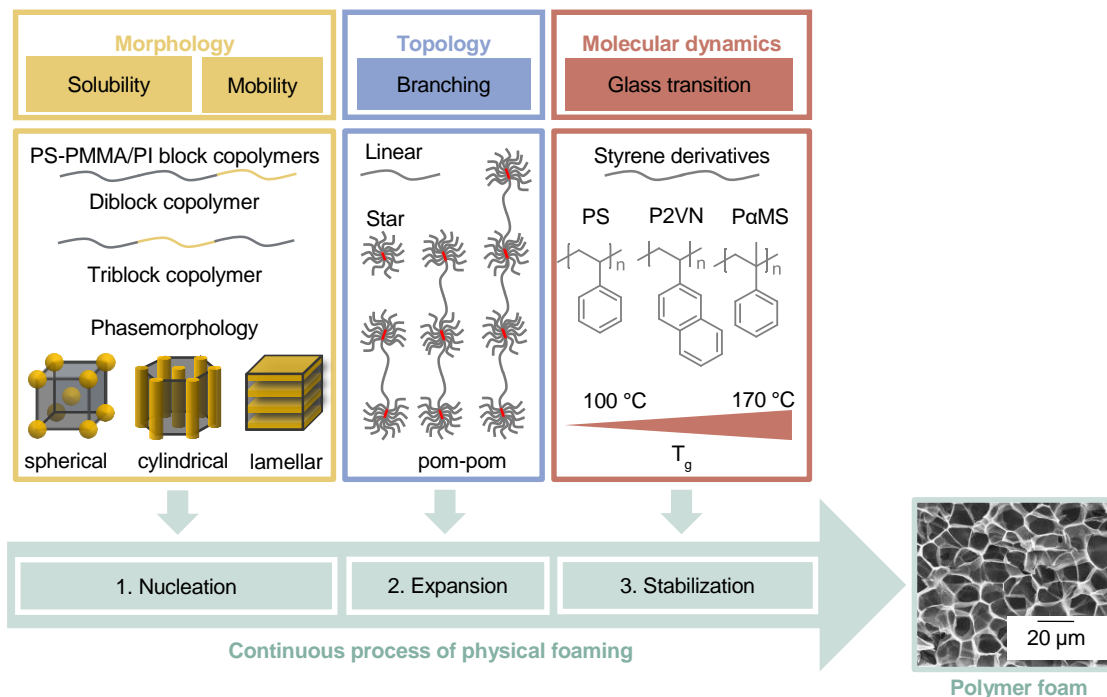 Morphology
Solubility
Mobility
Topology
Branching
Molecular dynamics
Glass transition
PS-PMMA/PI block copolymers
Diblock copolymer
Triblock copolymer
Phasemorphology
spherical
cylindrical
lamellar
Linear
Star
pom-pom
Styrene derivatives
PS
P2VN
PαMS
n
n
n
100 °C
170 °C
Tg
1. Nucleation
2. Expansion
3. Stabilization
Continuous process of physical foaming
20 µm
Polymer foam